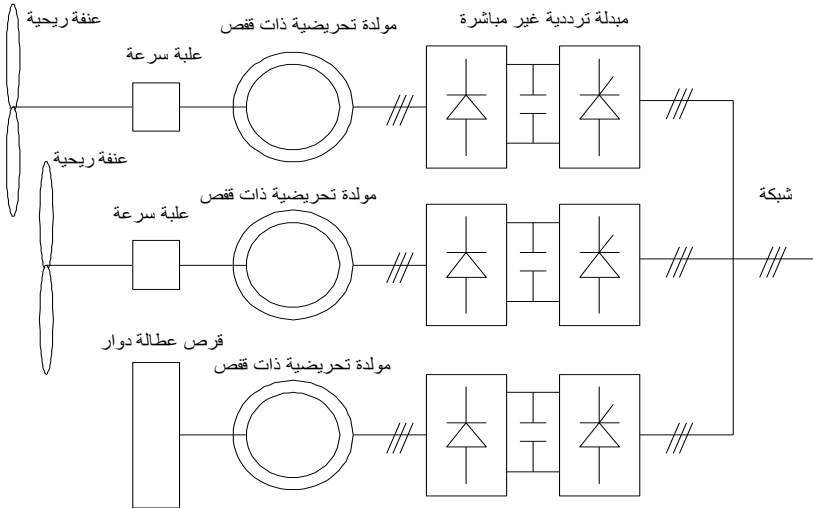 مبدلة ترددية غير مباشرة
مولدة تحريضية ذات قفص
علبة سرعة
عنفة ريحية
عنفة ريحية
علبة سرعة
مولدة تحريضية ذات قفص
شبكة
قرص عطالة دوار
مولدة تحريضية ذات قفص